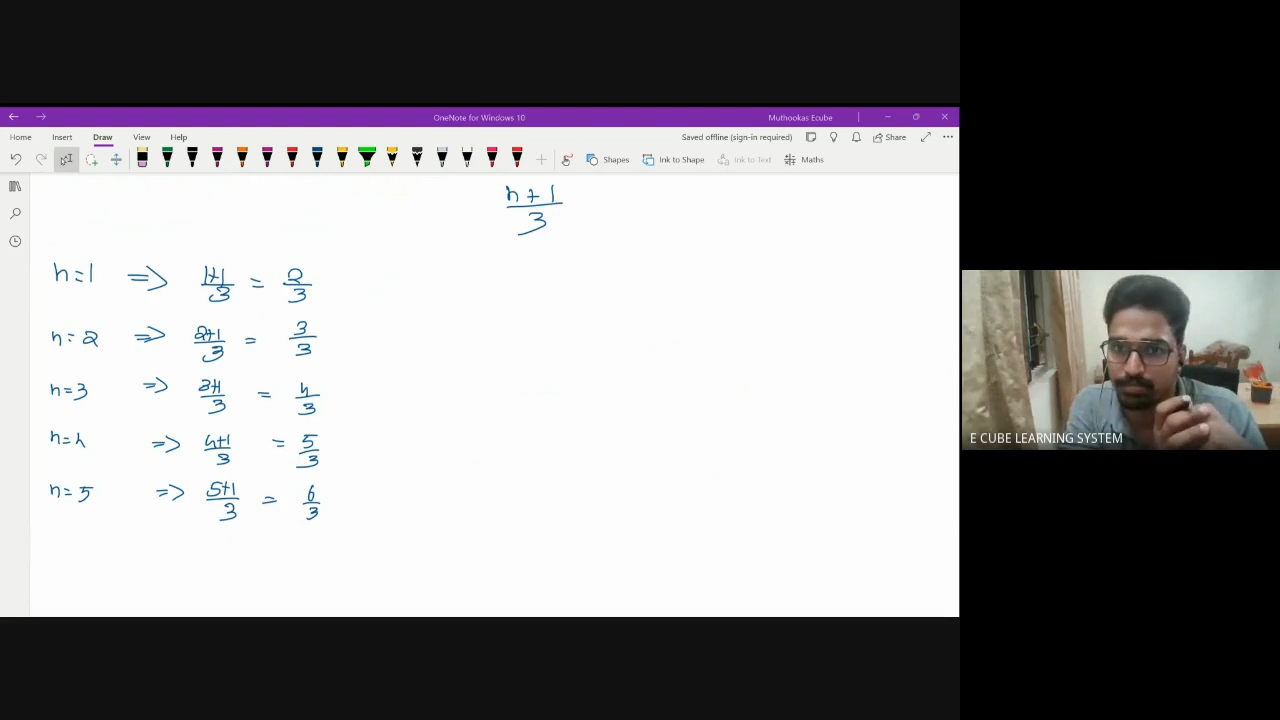 OneNote for Windows 10
Muthookas Ecube
Home Insert Draw View Help
Saved offline (sign-in required)
Share
Shapes
Ink to Shape
Ink to Text
Maths
n+1
3
n=1 => 1+1/3 = 2/3
n=2 => 2+1/3 = 3/3
n=3 => 3+1/3 = 4/3
n=4 => 4+1/3 = 5/3
n=5 => 5+1/3 = 6/3
E CUBE LEARNING SYSTEM